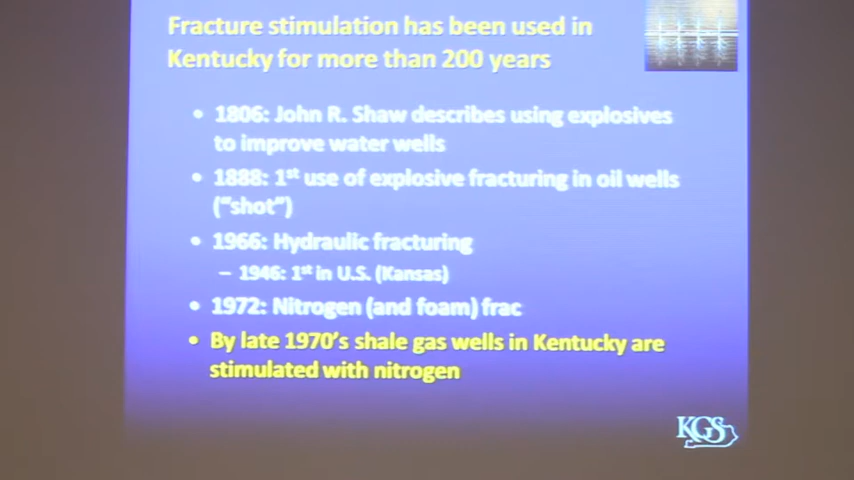 Fracture stimulation has been used in
Kentucky for more than 200 years
• 1806: John R. Shaw describes using explosives
to improve water wells
• 1888: 1st use of explosive fracturing in oil wells
("shot")
• 1966: Hydraulic fracturing
– 1946: 1st in U.S. (Kansas)
• 1972: Nitrogen (and foam) frac
• By late 1970's shale gas wells in Kentucky are
stimulated with nitrogen
KGS